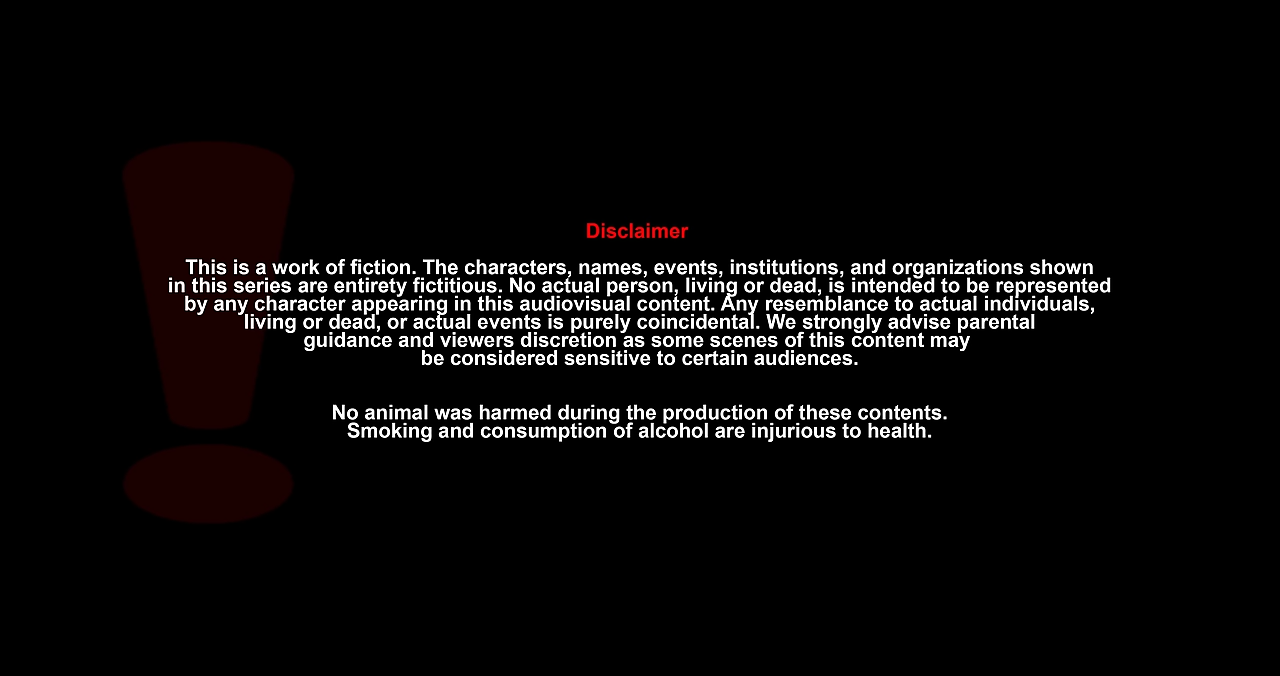 Disclaimer
This is a work of fiction. The characters, names, events, institutions, and organizations shown
in this series are entirety fictitious. No actual person, living or dead, is intended to be represented
by any character appearing in this audiovisual content. Any resemblance to actual individuals,
living or dead, or actual events is purely coincidental. We strongly advise parental
guidance and viewers discretion as some scenes of this content may
be considered sensitive to certain audiences.
No animal was harmed during the production of these contents.
Smoking and consumption of alcohol are injurious to health.